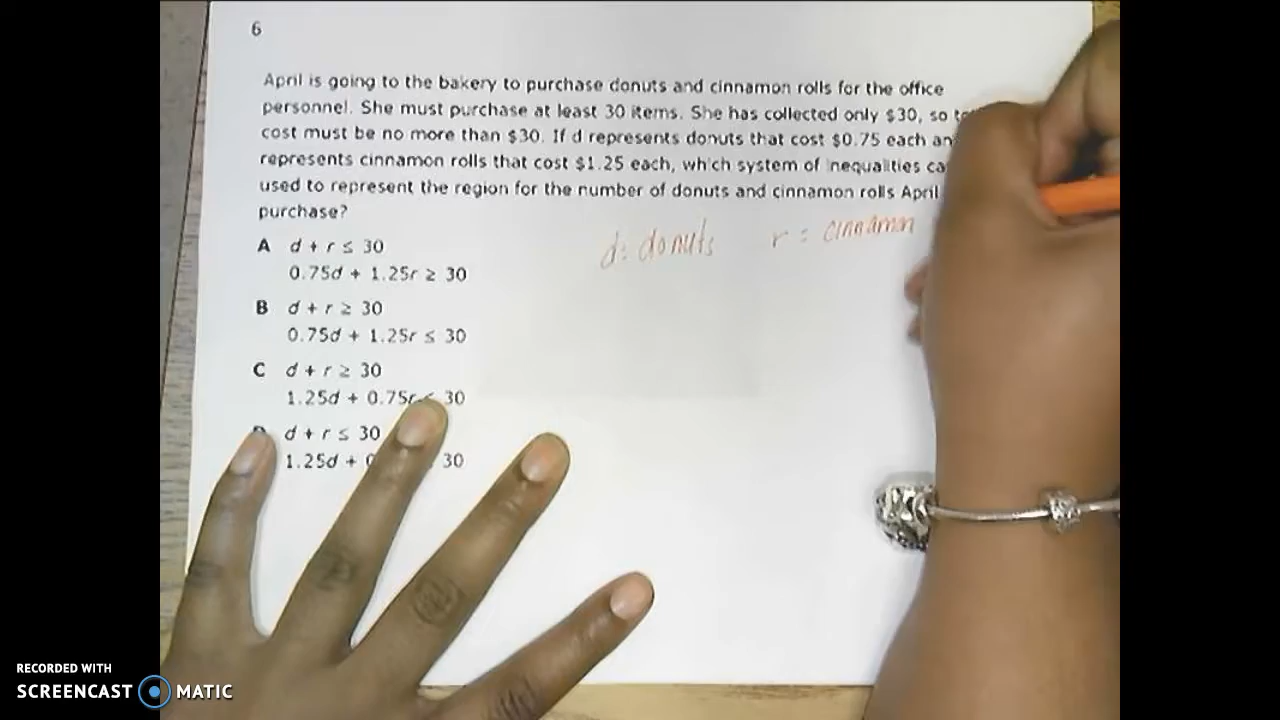 6
April is going to the bakery to purchase donuts and cinnamon rolls for the office
personnel. She must purchase at least 30 items. She has collected only $30, so
cost must be no more than $30. If d represents donuts that cost $0.75 each
represents cinnamon rolls that cost $1.25 each, which system of inequalities
used to represent the region for the number of donuts and cinnamon rolls April
purchase?
d: donuts r = cinnamon
A d + r ≤ 30
0.75d + 1.25r ≥ 30
B d + r ≥ 30
0.75d + 1.25r ≤ 30
C d + r ≥ 30
1.25d + 0.75r ≤ 30
d + r ≤ 30
1.25d + 30
RECORDED WITH
SCREENCAST MATIC